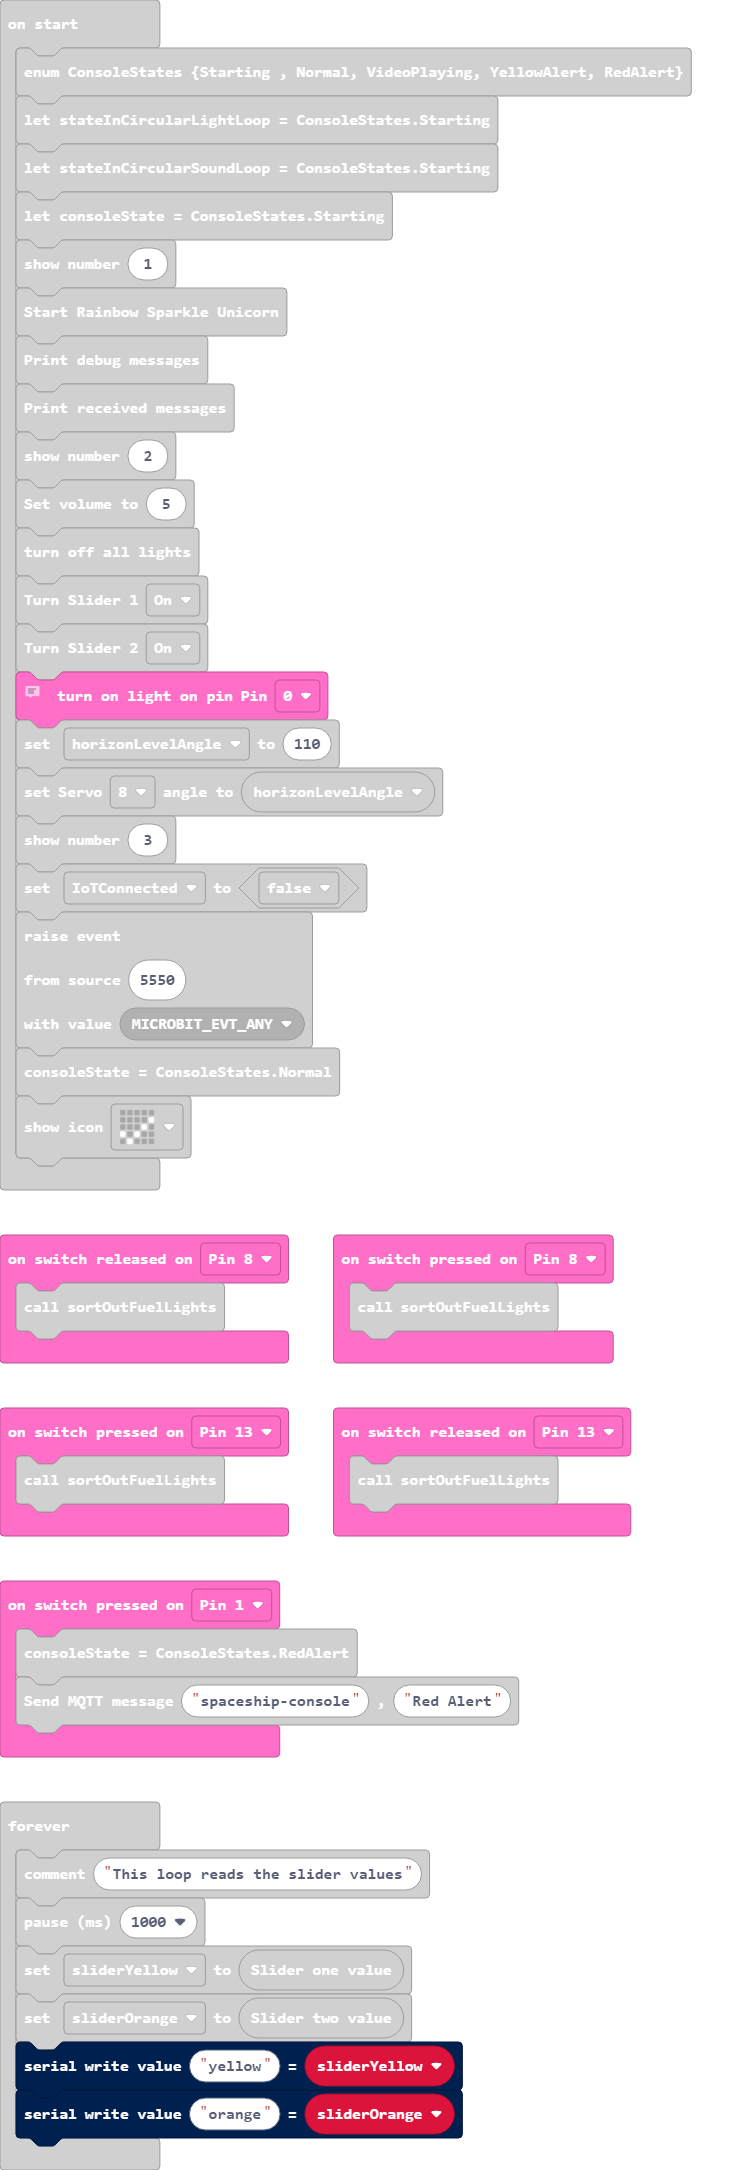 on start
enum ConsoleStates {Starting , Normal, VideoPlaying, YellowAlert, RedAlert}
let stateInCircularLightLoop = ConsoleStates.Starting
let stateInCircularSoundLoop = ConsoleStates.Starting
let consoleState = ConsoleStates.Starting
show number 1
Start Rainbow Sparkle Unicorn
Print debug messages
Print received messages
show number 2
Set volume to 5
turn off all lights
Turn Slider 1 On
Turn Slider 2 On
turn on light on pin Pin 0
set horizonLevelAngle to 110
set Servo 8 angle to horizonLevelAngle
show number 3
set IoTConnected to false
raise event
from source 5550
with value MICROBIT_EVT_ANY
consoleState = ConsoleStates.Normal
show icon
on switch released on Pin 8
call sortOutFuelLights
on switch pressed on Pin 8
call sortOutFuelLights
on switch pressed on Pin 13
call sortOutFuelLights
on switch released on Pin 13
call sortOutFuelLights
on switch pressed on Pin 1
consoleState = ConsoleStates.RedAlert
Send MQTT message "spaceship-console" , "Red Alert"
forever
comment "This loop reads the slider values"
pause (ms) 1000
set sliderYellow to Slider one value
set sliderOrange to Slider two value
serial write value "yellow" = sliderYellow
serial write value "orange" = sliderOrange